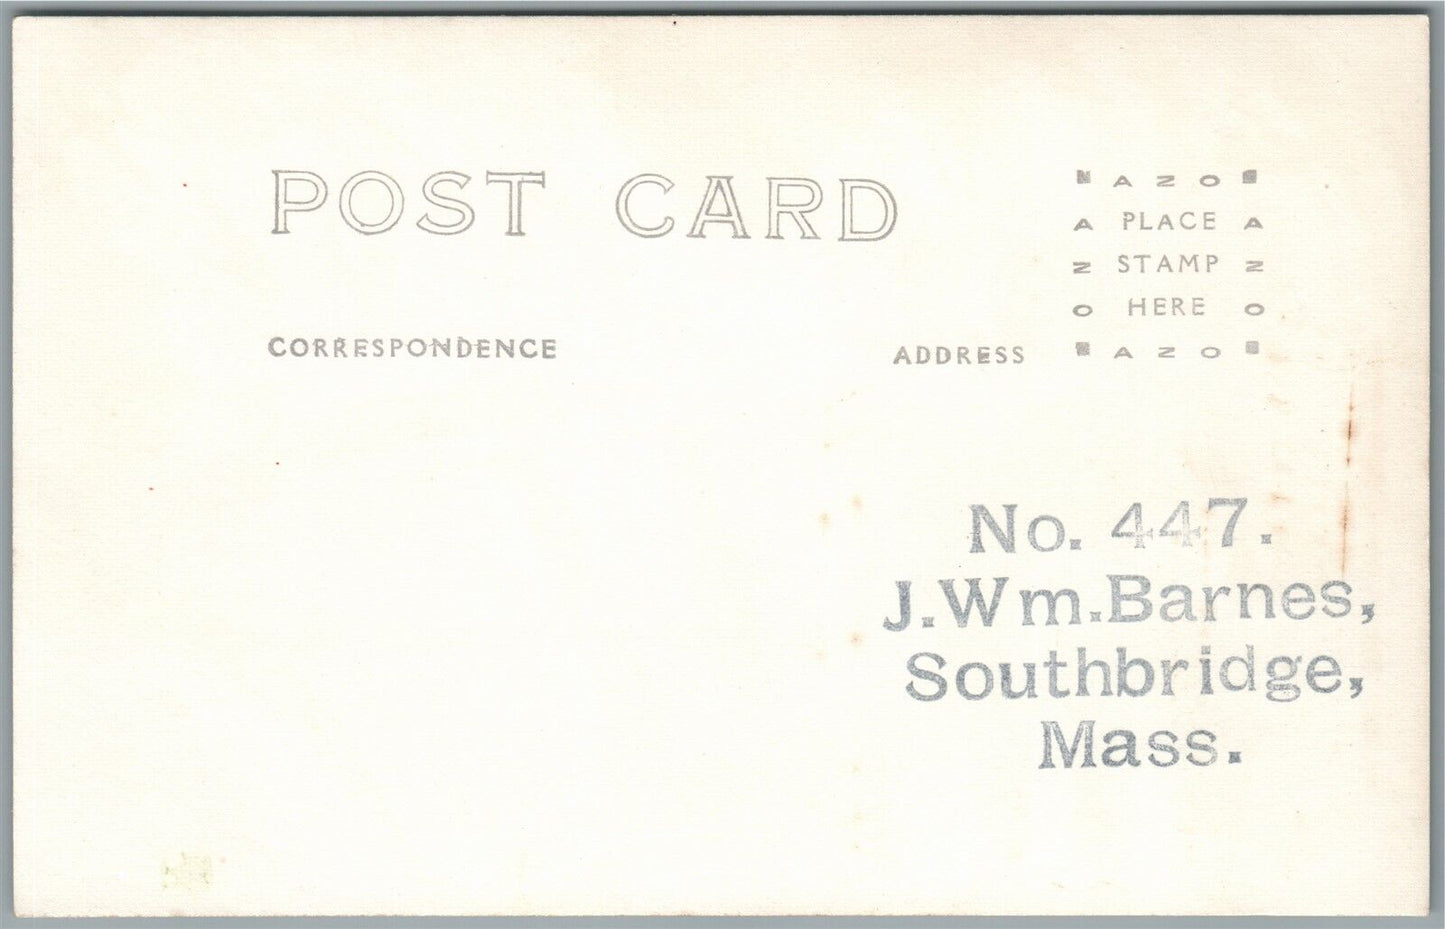 POST CARD
AZO
A PLACE A
Z STAMP Z
O HERE O
AZO
CORRESPONDENCE
ADDRESS
No. 447.
J.Wm.Barnes,
Southbridge,
Mass.